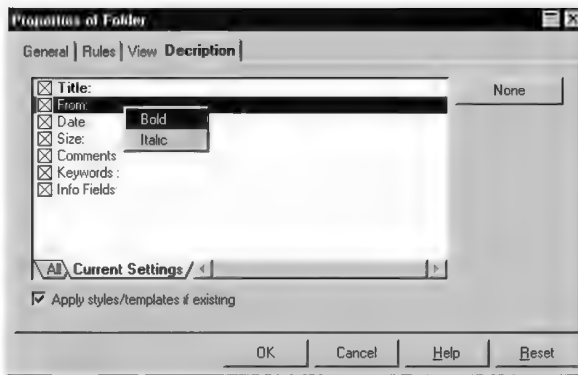 Properties of Folder
General Rules View Decription
Title:
None
From:
Date
Bold
Size:
Italic
Comments
Keywords :
Info Fields
All Current Settings
Apply styles/templates if existing
OK Cancel Help Reset